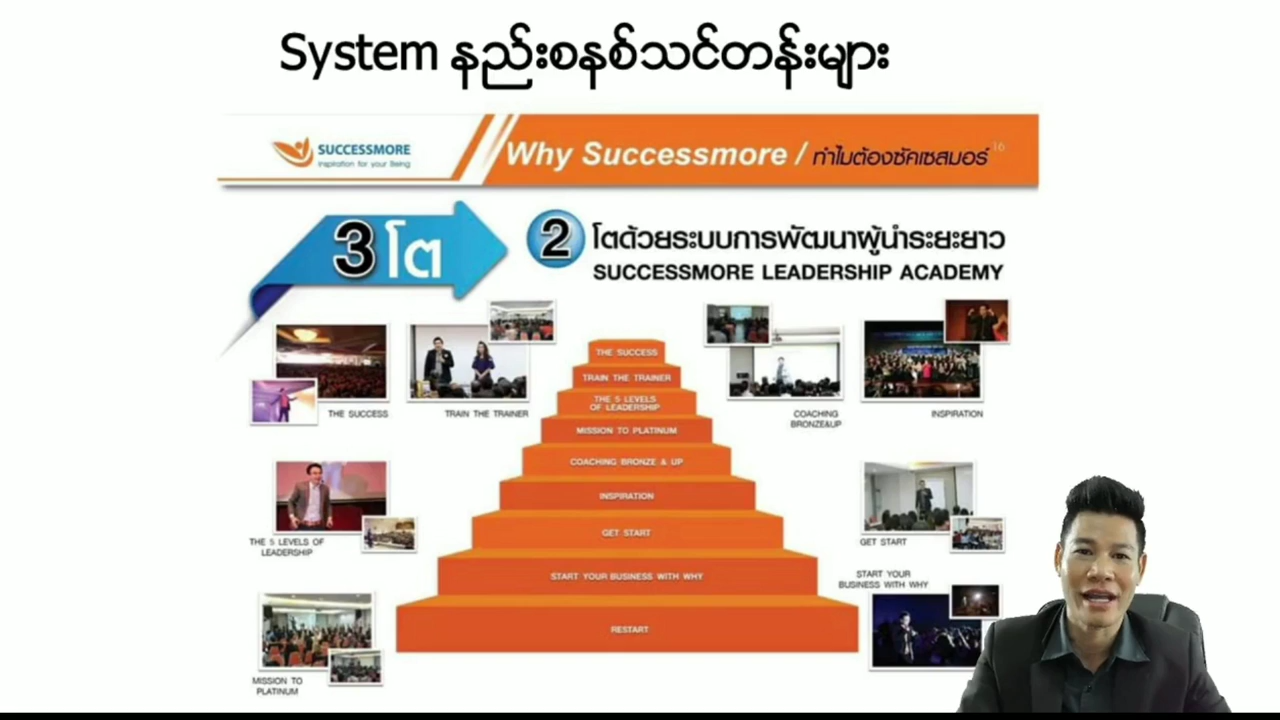 System နည်းစနစ်သင်တန်းများ
SUCCESSMORE
Inspiration for your Being
Why Successmore / ทำไมต้องซัคเซสมอร์
16
3 โต
2
โตด้วยระบบการพัฒนาผู้นำระยะยาว
SUCCESSMORE LEADERSHIP ACADEMY
THE SUCCESS
TRAIN THE TRAINER
THE 5 LEVELS
OF LEADERSHIP
MISSION TO PLATINUM
COACHING BRONZE & UP
INSPIRATION
GET START
START YOUR BUSINESS WITH WHY
RESTART
THE SUCCESS
TRAIN THE TRAINER
COACHING
BRONZE&UP
INSPIRATION
THE 5 LEVELS OF
LEADERSHIP
GET START
START YOUR
BUSINESS WITH WHY
MISSION TO
PLATINUM